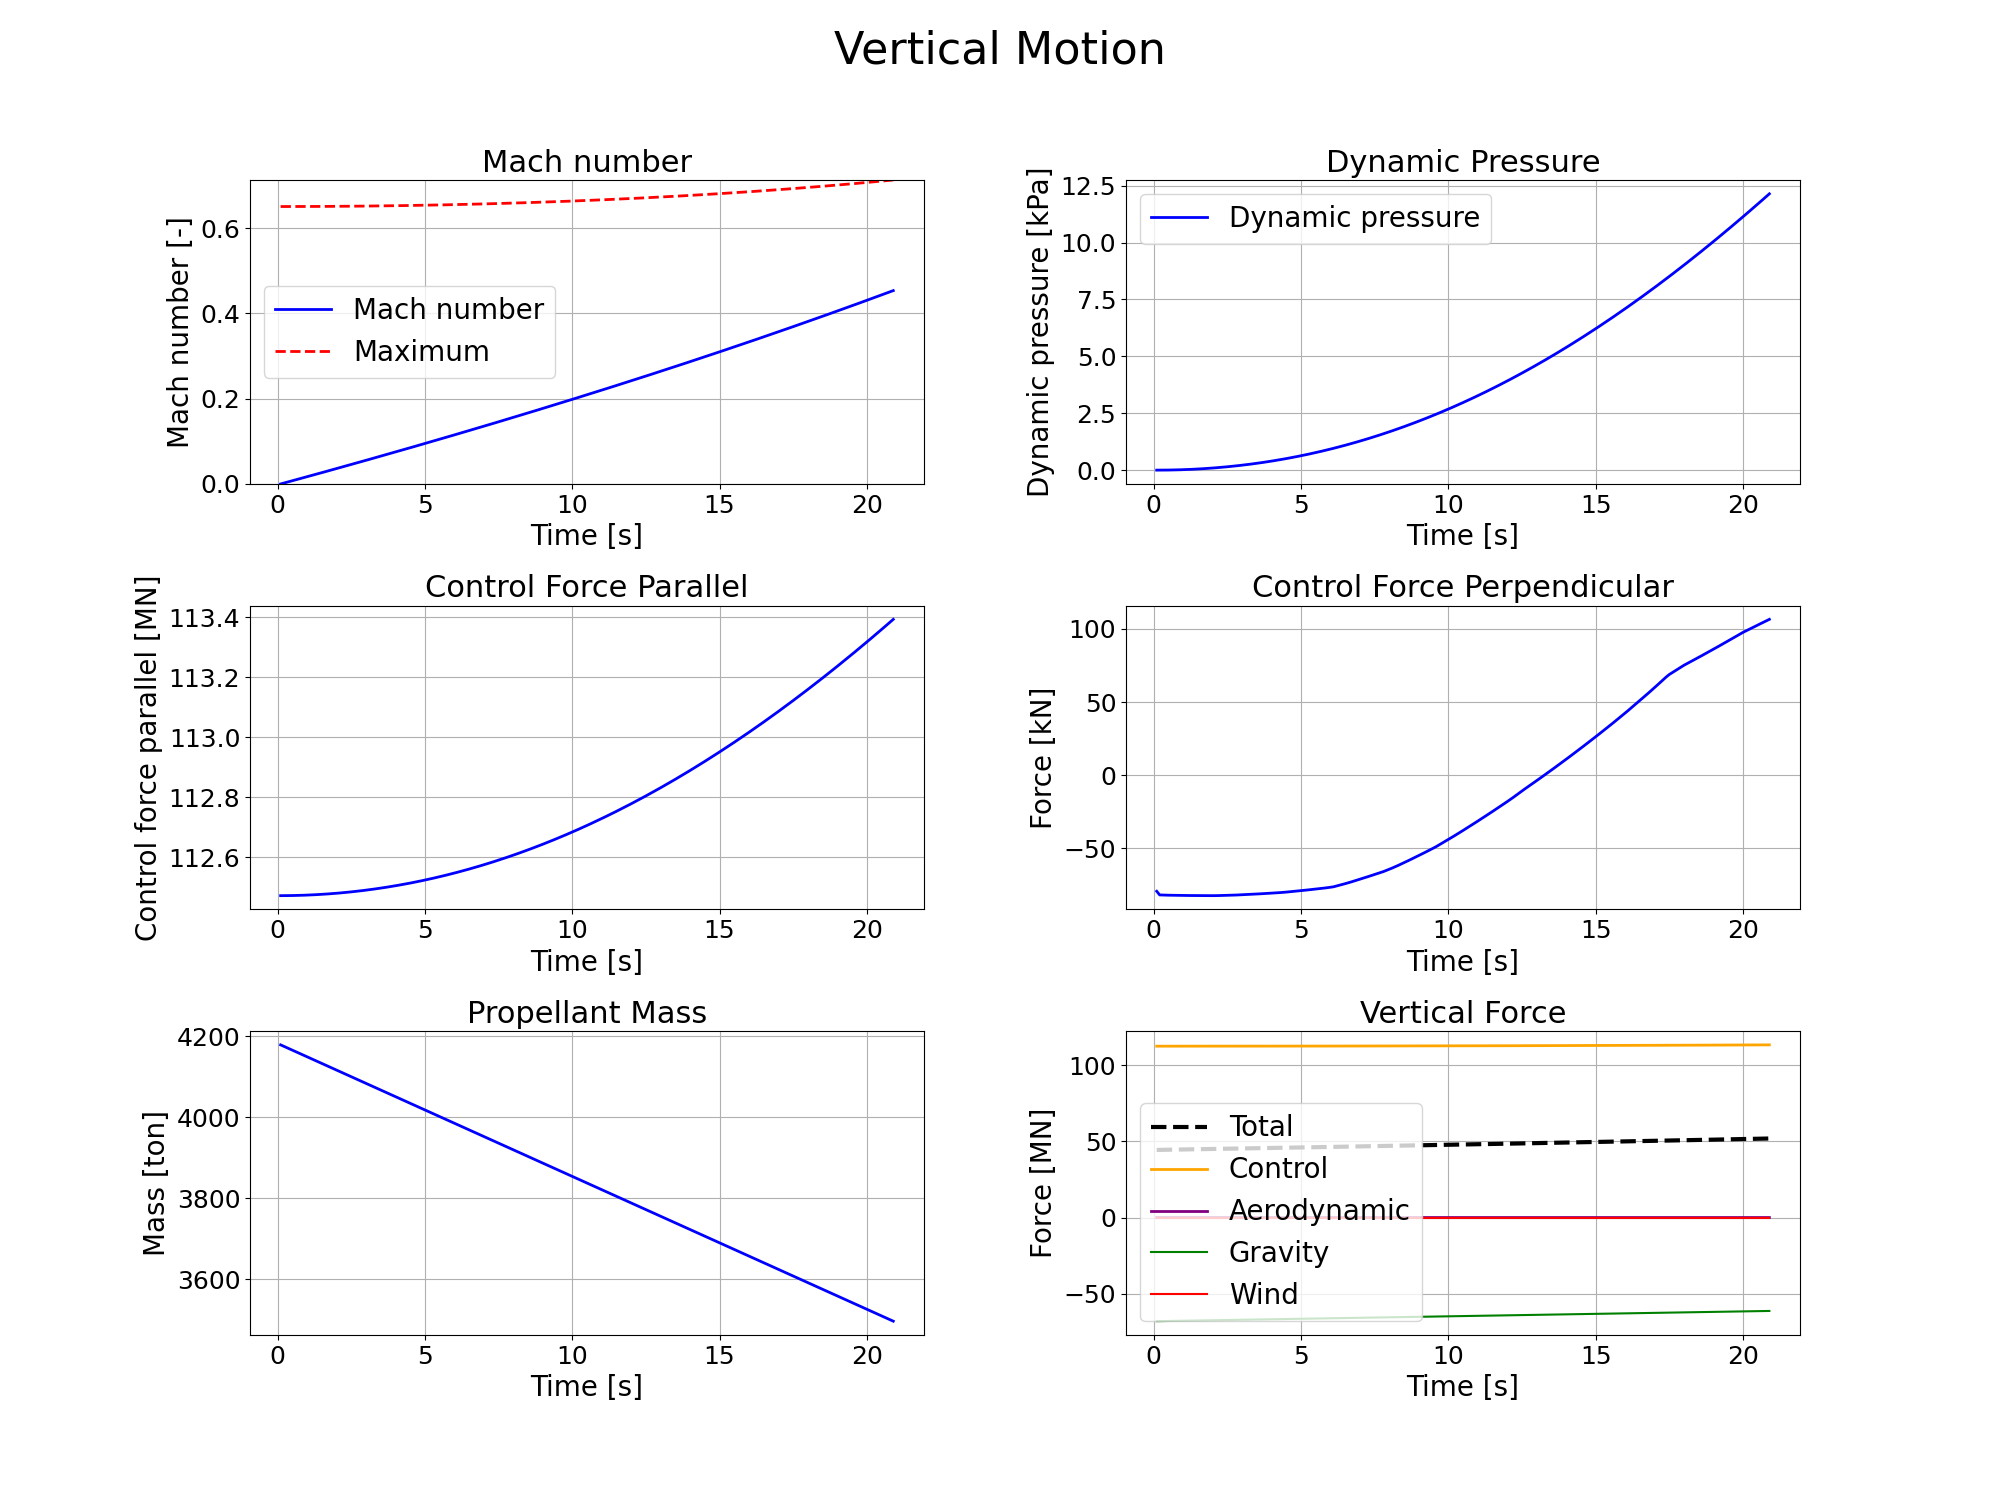 Vertical Motion
Mach number
Mach number [-]
0.6
0.4
0.2
0.0
Mach number
Maximum
0 5 10 15 20
Time [s]
Dynamic Pressure
Dynamic pressure [kPa]
12.5
10.0
7.5
5.0
2.5
0.0
Dynamic pressure
0 5 10 15 20
Time [s]
Control Force Parallel
Control force parallel [MN]
113.4
113.2
113.0
112.8
112.6
0 5 10 15 20
Time [s]
Control Force Perpendicular
Force [kN]
100
50
0
−50
0 5 10 15 20
Time [s]
Propellant Mass
Mass [ton]
4200
4000
3800
3600
0 5 10 15 20
Time [s]
Vertical Force
Force [MN]
100
50
0
−50
Total
Control
Aerodynamic
Gravity
Wind
0 5 10 15 20
Time [s]